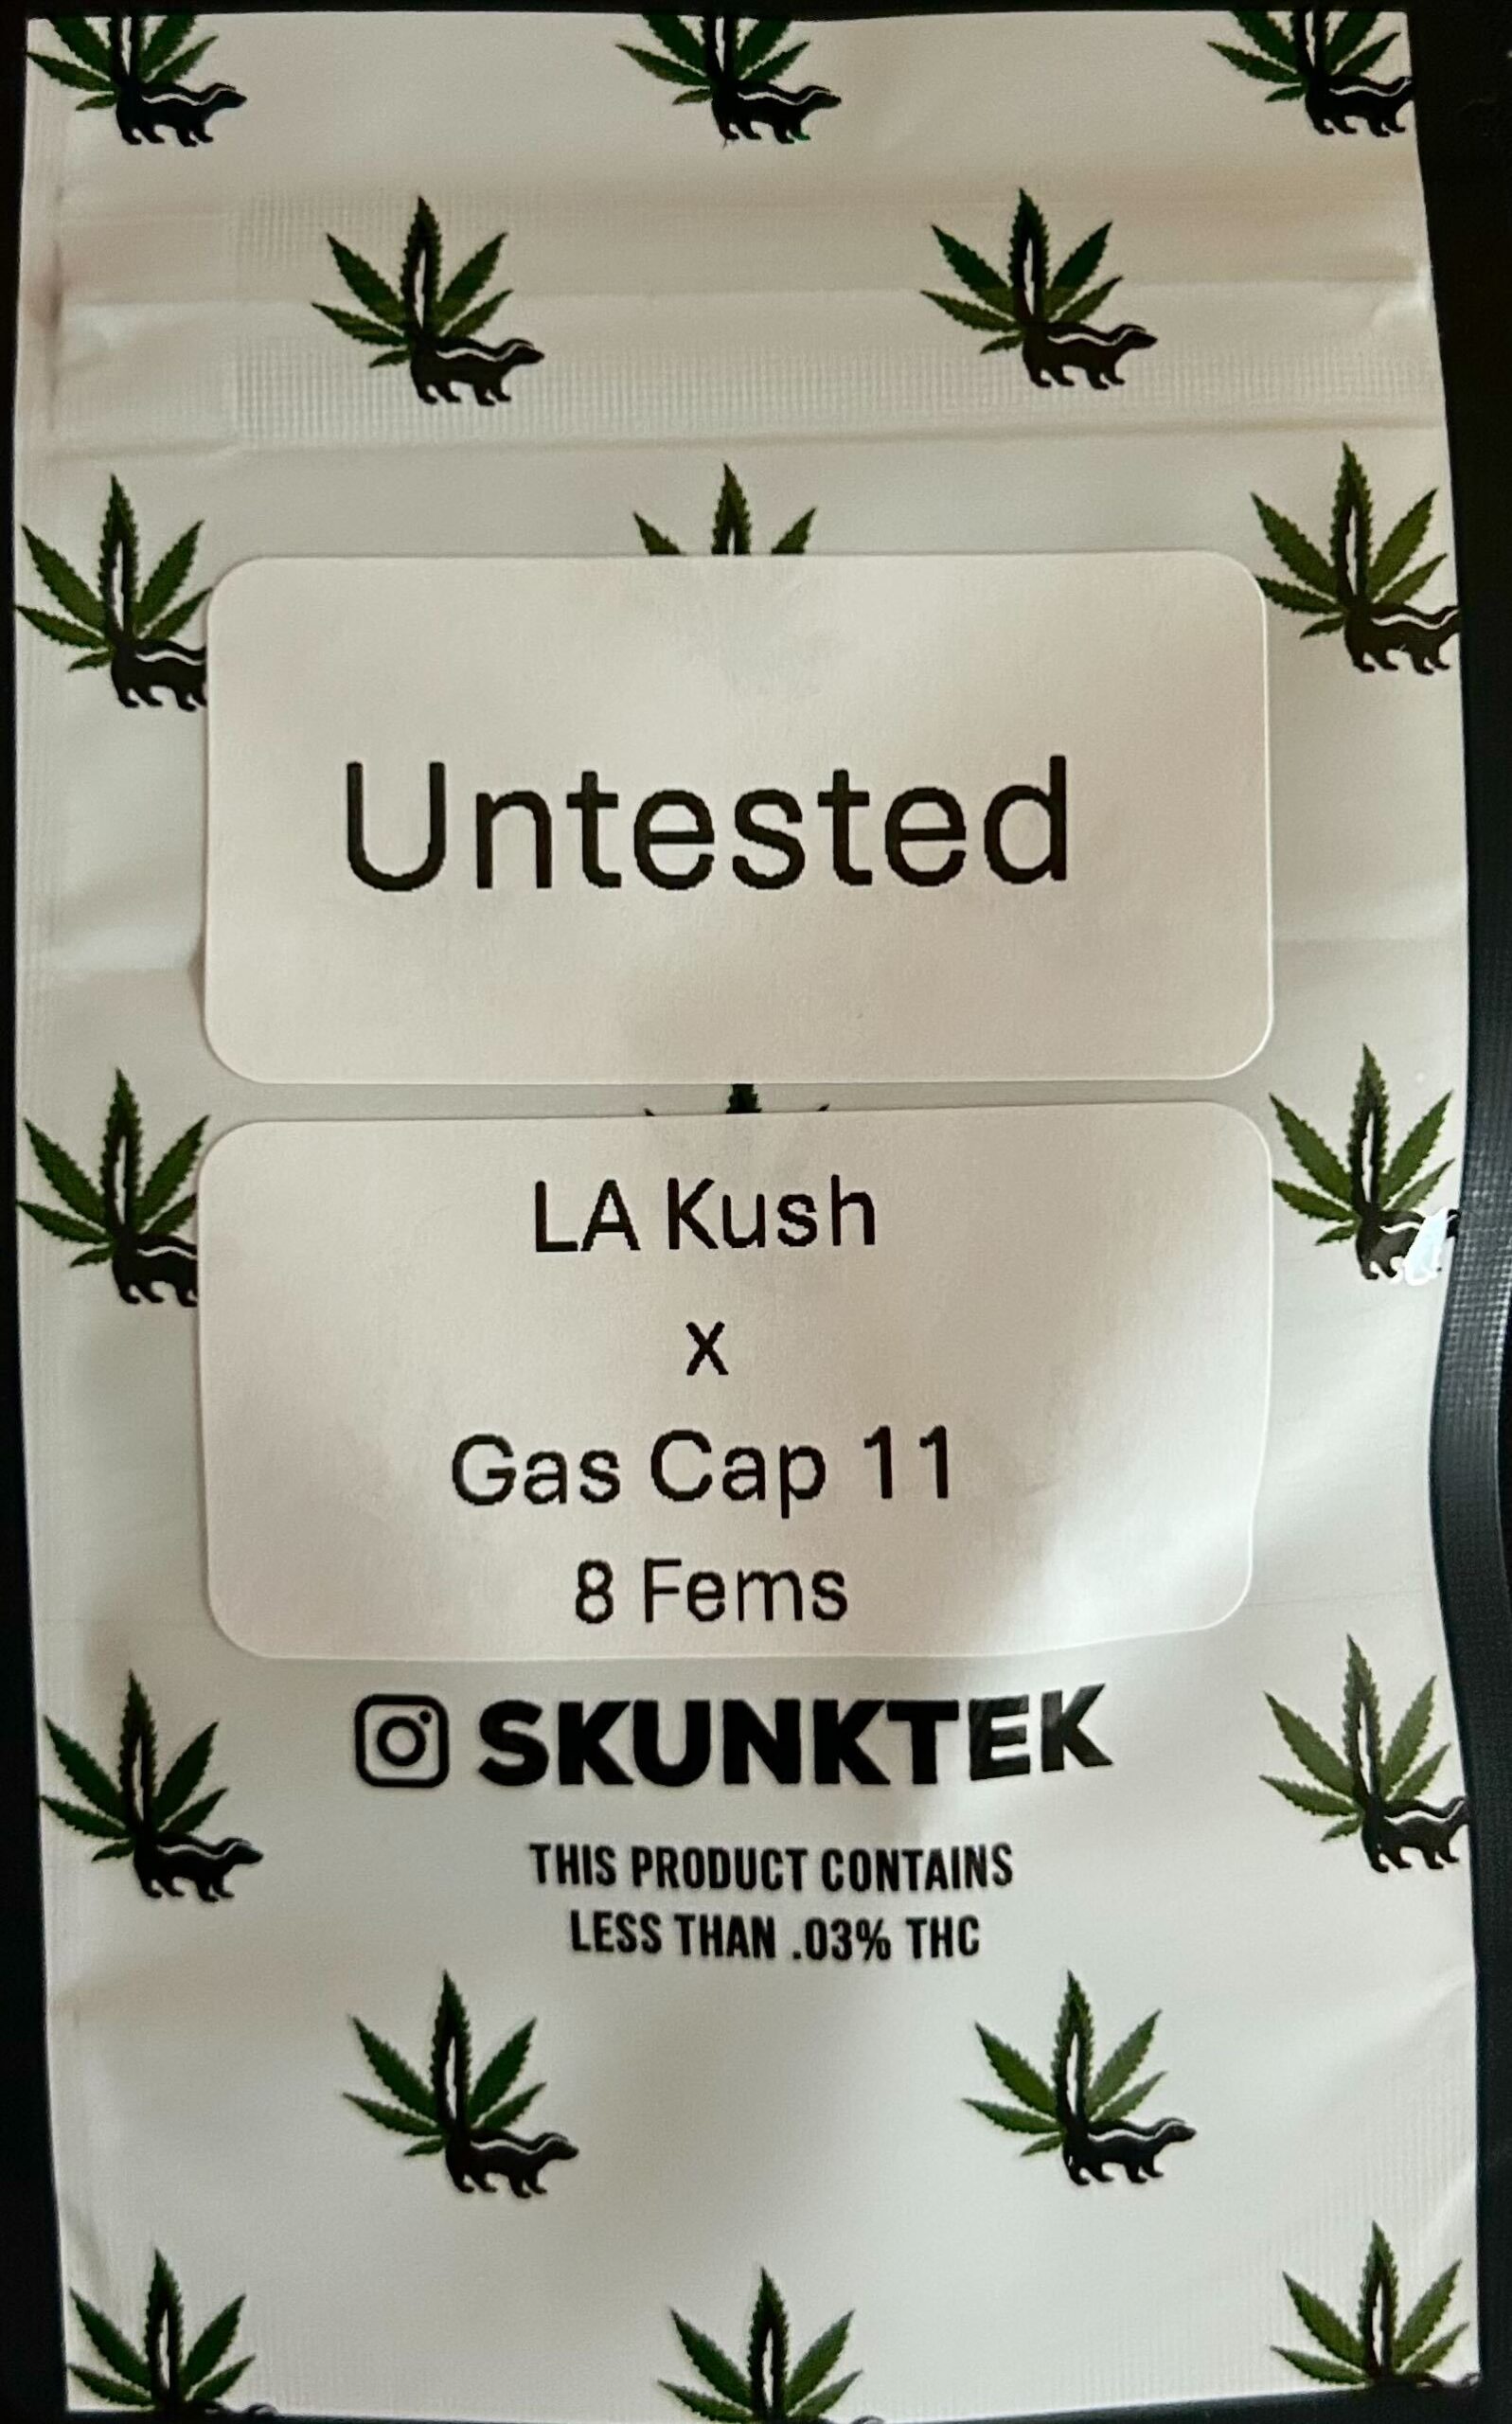 Untested
LA Kush
x
Gas Cap 11
8 Fems
SKUNKTEK
THIS PRODUCT CONTAINS
LESS THAN .03% THC